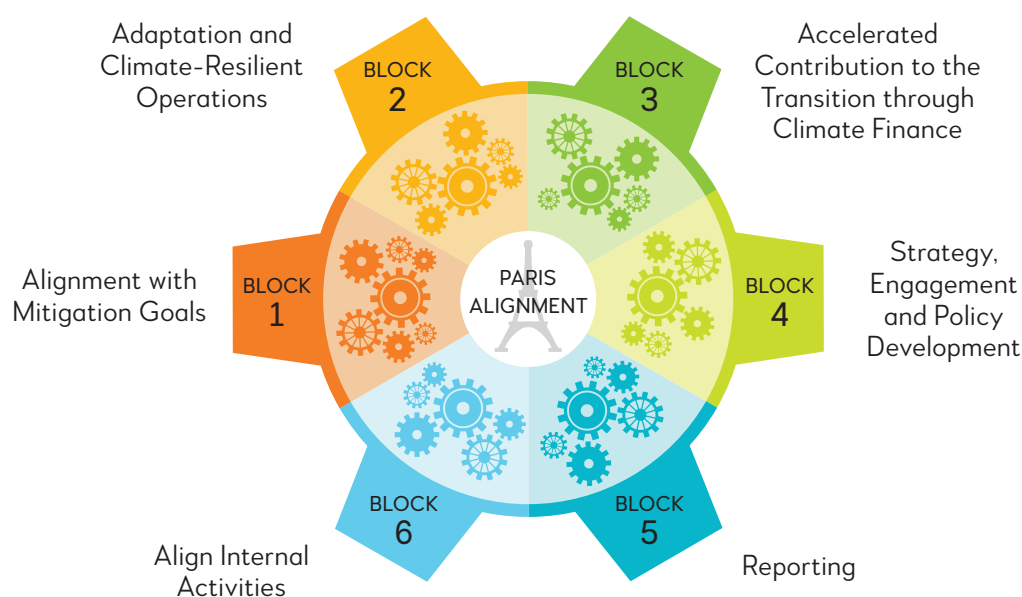 Adaptation and
Climate-Resilient
Operations
BLOCK
2
BLOCK
3
Accelerated
Contribution to the
Transition through
Climate Finance
Alignment with
Mitigation Goals
BLOCK
1
PARIS
ALIGNMENT
BLOCK
4
Strategy,
Engagement
and Policy
Development
Align Internal
Activities
BLOCK
6
BLOCK
5
Reporting